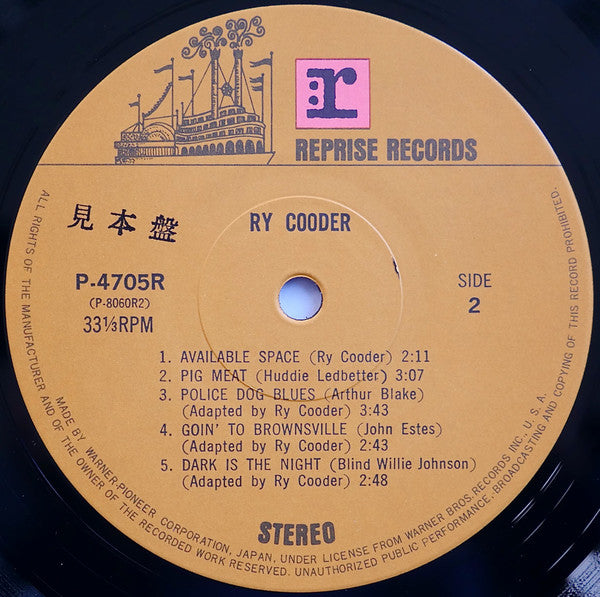 r
REPRISE RECORDS
見本盤
RY COODER
P-4705R
(P-8060R2)
33⅓RPM
SIDE
2
1. AVAILABLE SPACE (Ry Cooder) 2:11
2. PIG MEAT (Huddie Ledbetter) 3:07
3. POLICE DOG BLUES (Arthur Blake)
(Adapted by Ry Cooder) 3:43
4. GOIN' TO BROWNSVILLE (John Estes)
(Adapted by Ry Cooder) 2:43
5. DARK IS THE NIGHT (Blind Willie Johnson)
(Adapted by Ry Cooder) 2:48
STEREO
ALL RIGHTS OF THE MANUFACTURER AND OF THE OWNER OF THE RECORDED WORK RESERVED. UNAUTHORIZED PUBLIC PERFORMANCE, BROADCASTING AND COPYING OF THIS RECORD PROHIBITED.
MADE BY WARNER-PIONEER CORPORATION, JAPAN, UNDER LICENSE FROM WARNER BROS. RECORDS INC. U.S.A.